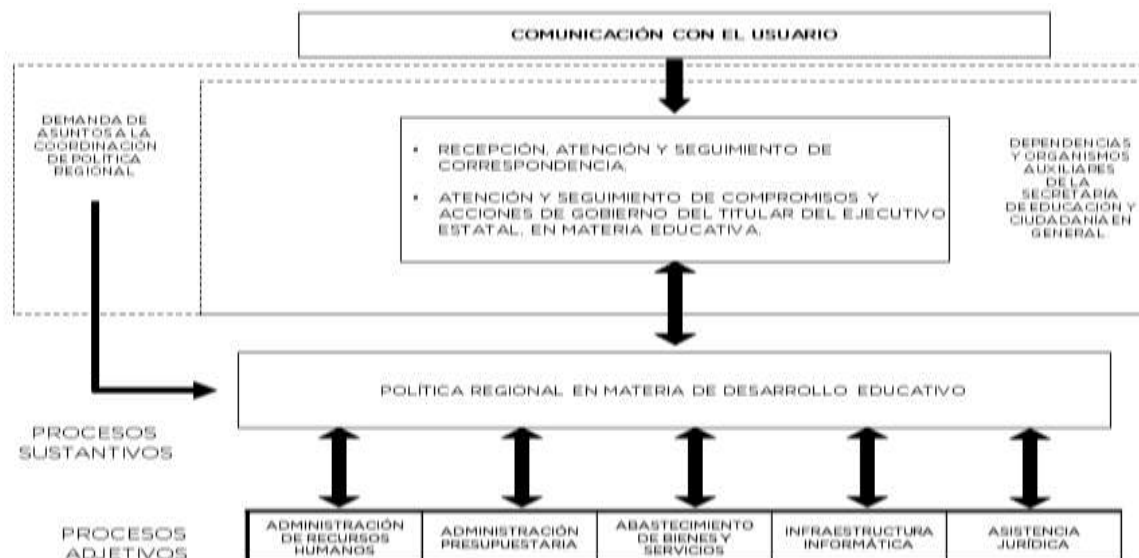 COMUNICACIÓN CON EL USUARIO
DEMANDA DE
ASUNTOS A LA
COORDINACIÓN
DE POLÍTICA
REGIONAL
• RECEPCIÓN, ATENCIÓN Y SEGUIMIENTO DE
CORRESPONDENCIA.
• ATENCIÓN Y SEGUIMIENTO DE COMPROMISOS Y
ACCIONES DE GOBIERNO DEL TITULAR DEL EJECUTIVO
ESTATAL, EN MATERIA EDUCATIVA.
DEPENDENCIAS
Y ORGANISMOS
AUXILIARES
DE LA
SECRETARÍA
DE EDUCACIÓN Y
CIUDADANÍA EN
GENERAL
POLÍTICA REGIONAL EN MATERIA DE DESARROLLO EDUCATIVO
PROCESOS
SUSTANTIVOS
PROCESOS
ADJETIVOS
ADMINISTRACIÓN
DE RECURSOS
HUMANOS
ADMINISTRACIÓN
PRESUPUESTARIA
ABASTECIMIENTO
DE BIENES Y
SERVICIOS
INFRAESTRUCTURA
INFORMÁTICA
ASISTENCIA
JURÍDICA